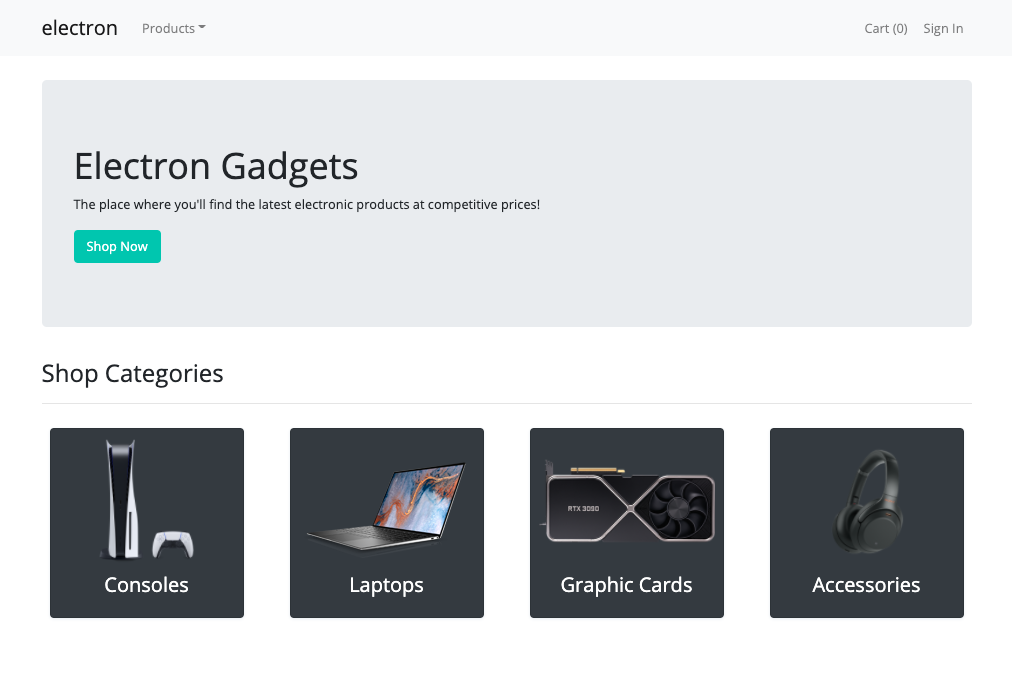 electron
Products
Cart (0)
Sign In
Electron Gadgets
The place where you'll find the latest electronic products at competitive prices!
Shop Now
Shop Categories
RTX 3090
Consoles
Laptops
Graphic Cards
Accessories